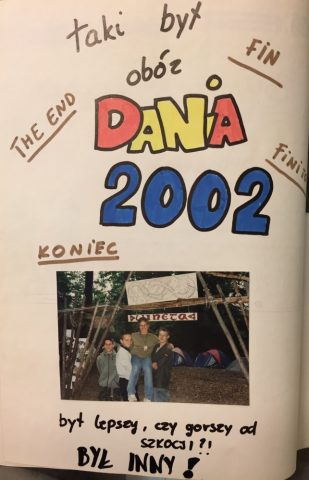 taki był
obóz
FIN
THE END
DANiA
FINITO
2002
KONIEC
był lepszy, czy gorszy od
SZKOCJI?!
BYŁ INNY!